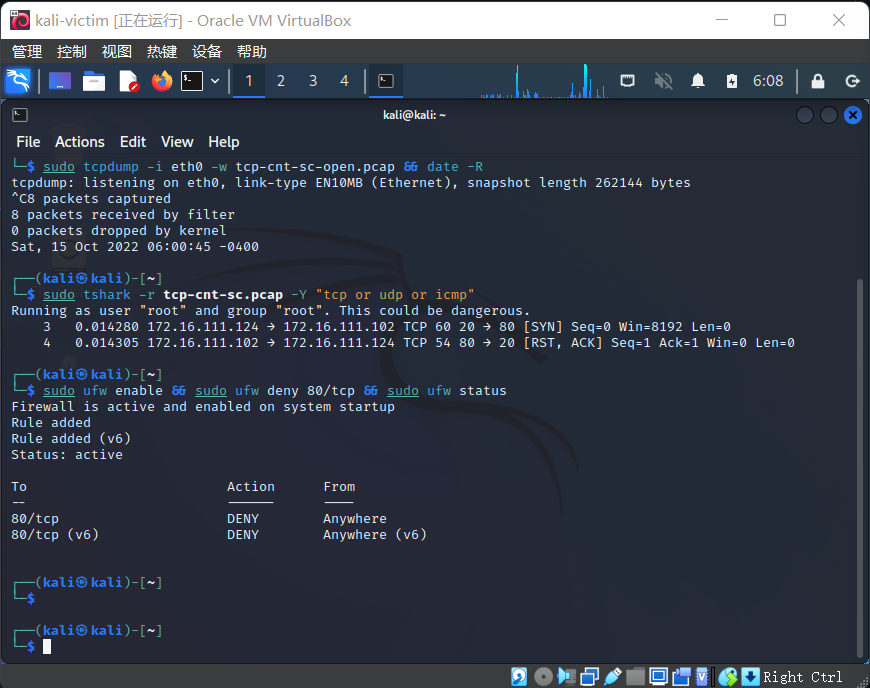 kali-victim [正在运行] - Oracle VM VirtualBox
管理 控制 视图 热键 设备 帮助
1 2 3 4 6:08
kali@kali: ~
File Actions Edit View Help
└─$ sudo tcpdump -i eth0 -w tcp-cnt-sc-open.pcap && date -R
tcpdump: listening on eth0, link-type EN10MB (Ethernet), snapshot length 262144 bytes
^C8 packets captured
8 packets received by filter
0 packets dropped by kernel
Sat, 15 Oct 2022 06:00:45 -0400
┌──(kali㉿kali)-[~]
└─$ sudo tshark -r tcp-cnt-sc.pcap -Y "tcp or udp or icmp"
Running as user "root" and group "root". This could be dangerous.
3 0.014280 172.16.111.124 → 172.16.111.102 TCP 60 20 → 80 [SYN] Seq=0 Win=8192 Len=0
4 0.014305 172.16.111.102 → 172.16.111.124 TCP 54 80 → 20 [RST, ACK] Seq=1 Ack=1 Win=0 Len=0
┌──(kali㉿kali)-[~]
└─$ sudo ufw enable && sudo ufw deny 80/tcp && sudo ufw status
Firewall is active and enabled on system startup
Rule added
Rule added (v6)
Status: active
To Action From
-- ------ ----
80/tcp DENY Anywhere
80/tcp (v6) DENY Anywhere (v6)
┌──(kali㉿kali)-[~]
└─$
┌──(kali㉿kali)-[~]
└─$
Right Ctrl